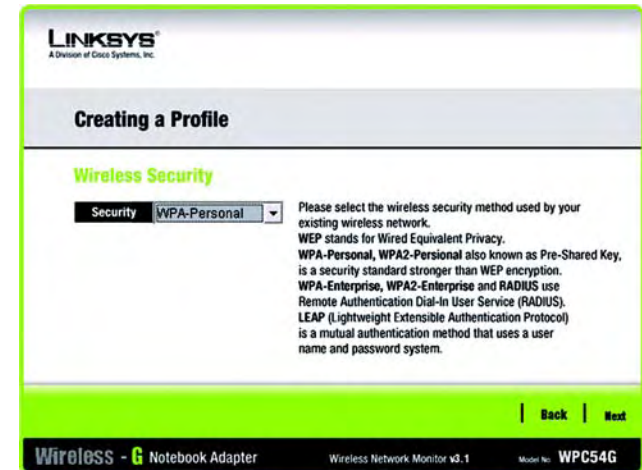 LINKSYS®
A Division of Cisco Systems, Inc.
Creating a Profile
Wireless Security
Security WPA-Personal
Please select the wireless security method used by your
existing wireless network.
WEP stands for Wired Equivalent Privacy.
WPA-Personal, WPA2-Persional also known as Pre-Shared Key,
is a security standard stronger than WEP encryption.
WPA-Enterprise, WPA2-Enterprise and RADIUS use
Remote Authentication Dial-In User Service (RADIUS).
LEAP (Lightweight Extensible Authentication Protocol)
is a mutual authentication method that uses a user
name and password system.
Back Next
Wireless - G Notebook Adapter Wireless Network Monitor v3.1 Model No. WPC54G